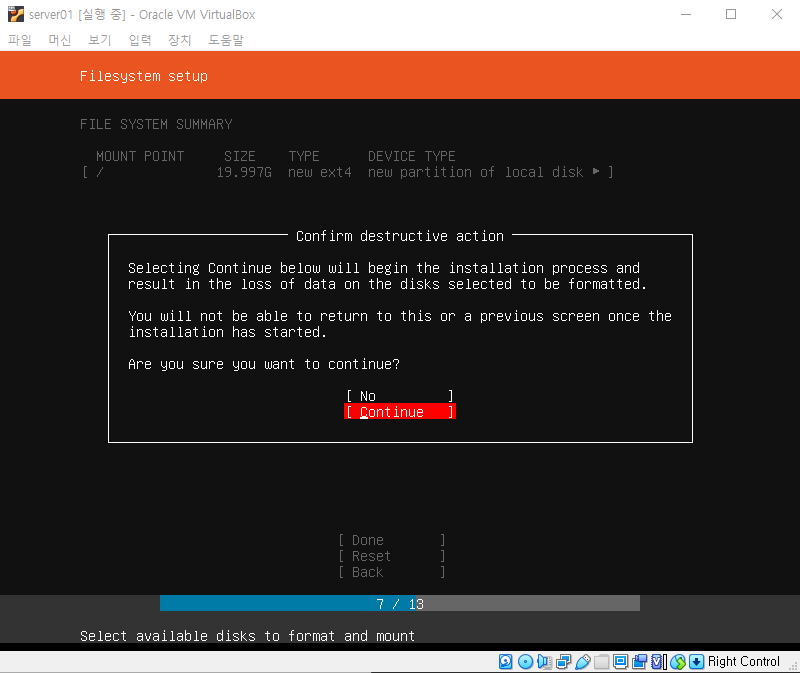 server01 [실행 중] - Oracle VM VirtualBox
파일 머신 보기 입력 장치 도움말
Filesystem setup
FILE SYSTEM SUMMARY
MOUNT POINT SIZE TYPE DEVICE TYPE
[ / 19.997G new ext4 new partition of local disk ▸ ]
Confirm destructive action
Selecting Continue below will begin the installation process and
result in the loss of data on the disks selected to be formatted.
You will not be able to return to this or a previous screen once the
installation has started.
Are you sure you want to continue?
[ No ]
[ Continue ]
[ Done ]
[ Reset ]
[ Back ]
7 / 13
Select available disks to format and mount
Right Control